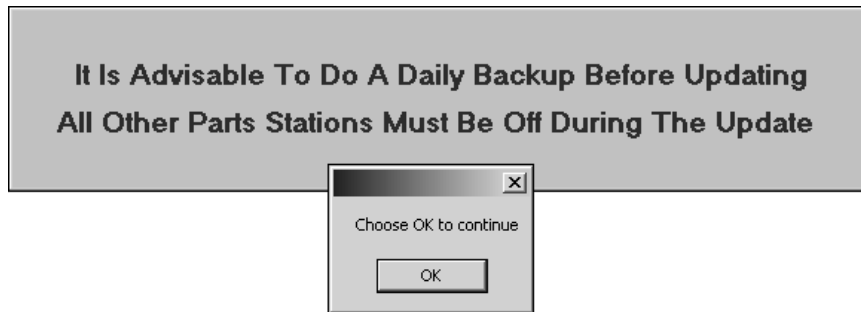 It Is Advisable To Do A Daily Backup Before Updating
All Other Parts Stations Must Be Off During The Update
Choose OK to continue
OK